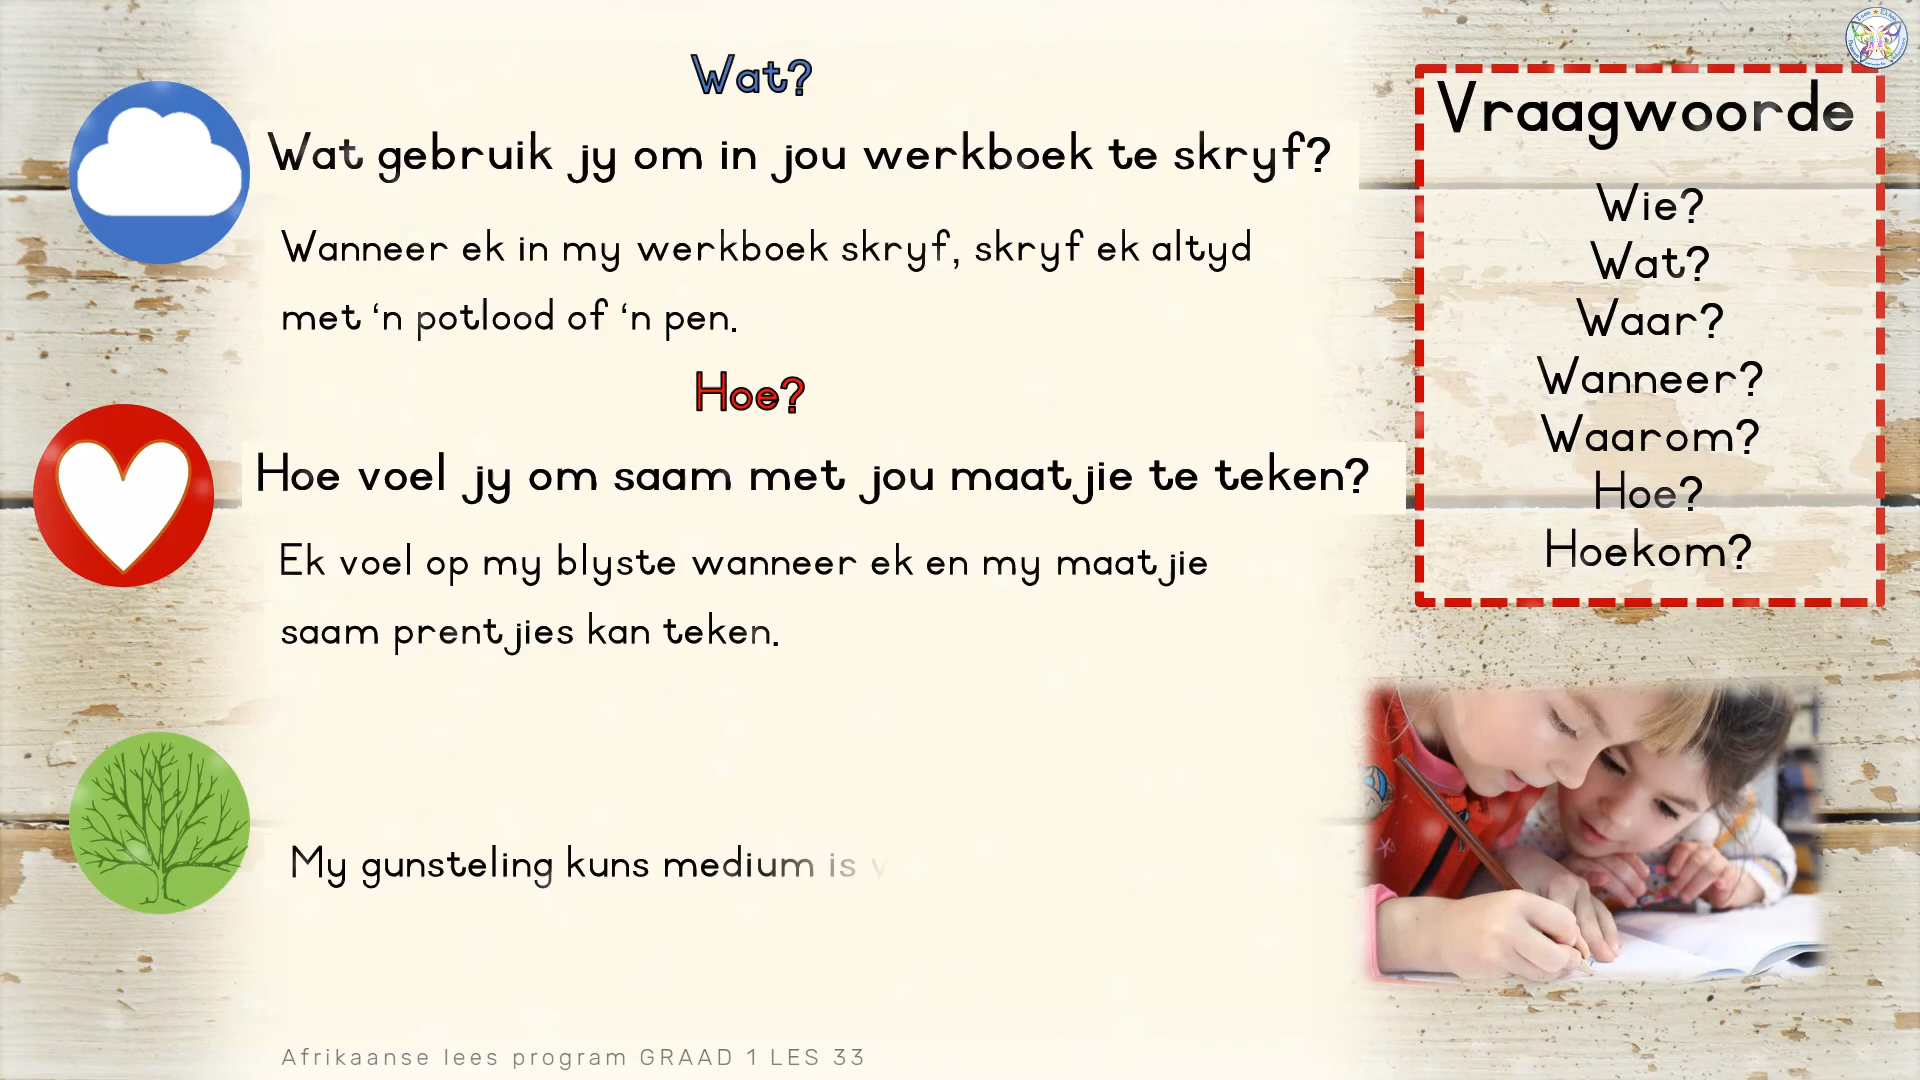 Wat?
Wat gebruik jy om in jou werkboek te skryf?
Wanneer ek in my werkboek skryf, skryf ek altyd
met ‘n potlood of ‘n pen.
Hoe?
Hoe voel jy om saam met jou maatjie te teken?
Ek voel op my blyste wanneer ek en my maatjie
saam prentjies kan teken.
My gunsteling kuns medium is
Afrikaanse lees program GRAAD 1 LES 33
Vraagwoorde
Wie?
Wat?
Waar?
Wanneer?
Waarom?
Hoe?
Hoekom?